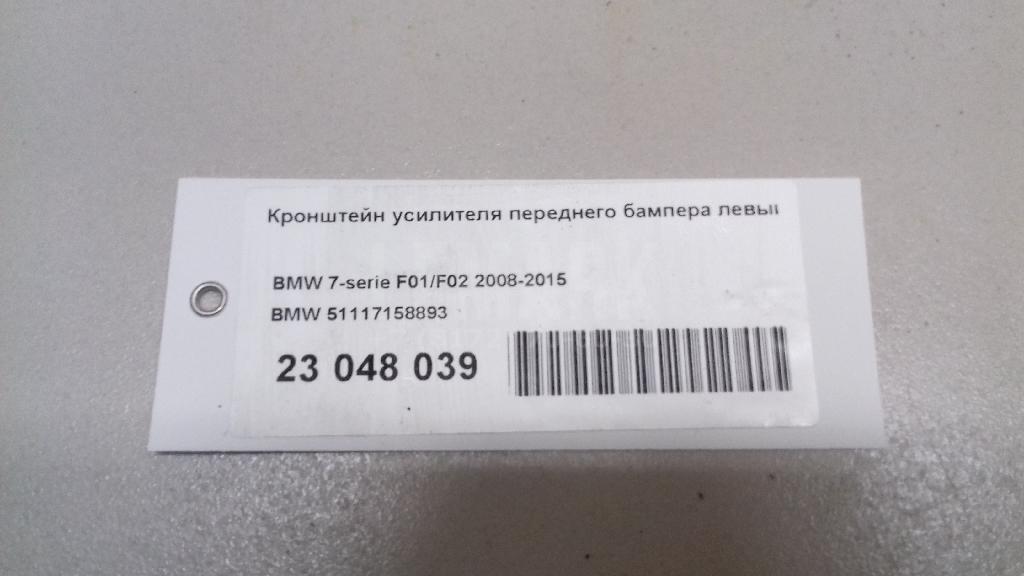 Кронштейн усилителя переднего бампера левы
BMW 7-serie F01/F02 2008-2015
BMW 51117158893
23 048 039